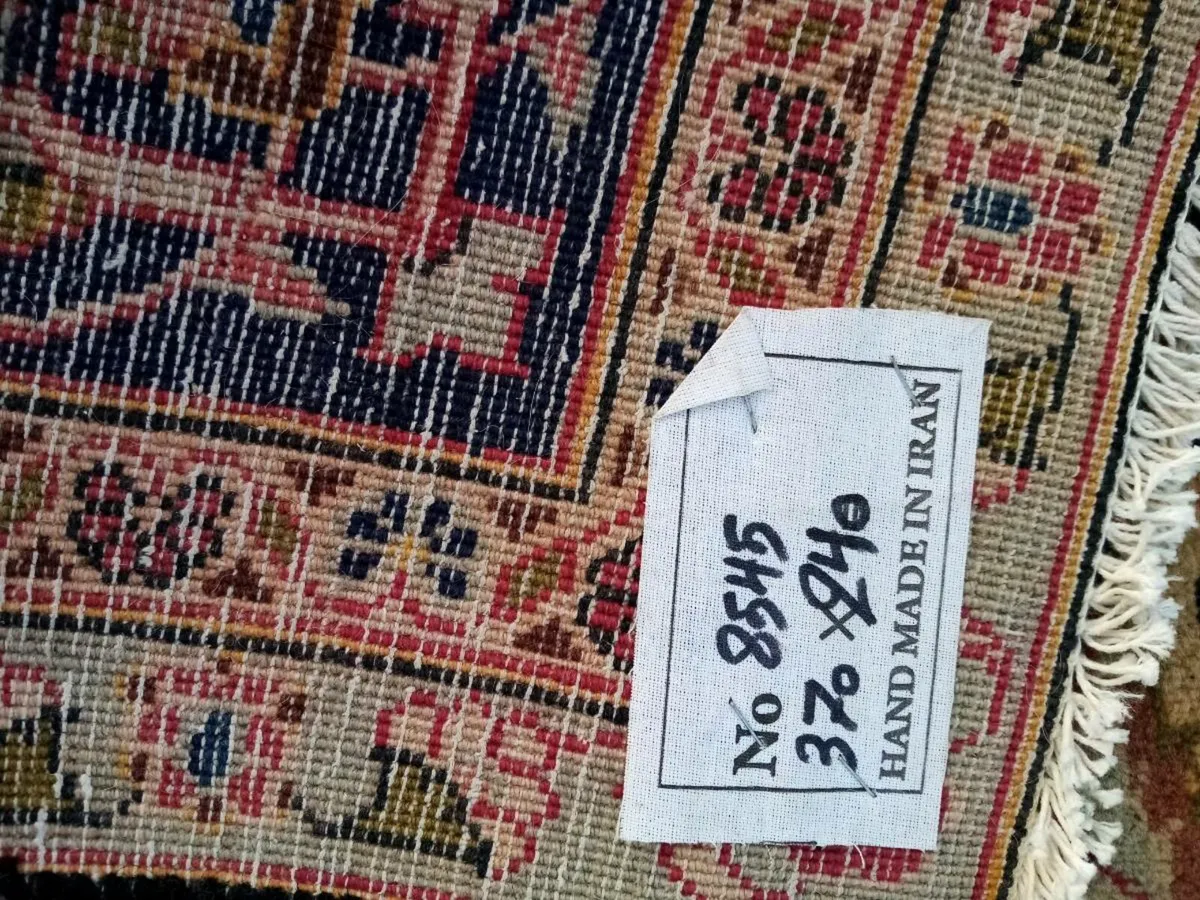 No 8545
370 x 240
HAND MADE IN IRAN